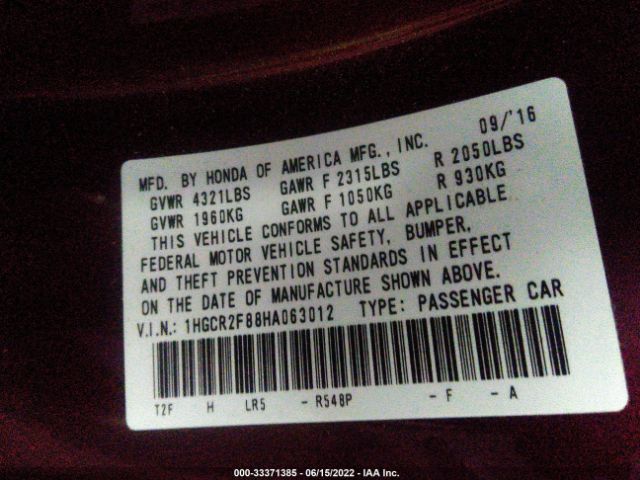 MFD. BY HONDA OF AMERICA MFG., INC. 09/'16
GVWR 4321LBS GAWR F 2315LBS R 2050LBS
GVWR 1960KG GAWR F 1050KG R 930KG
THIS VEHICLE CONFORMS TO ALL APPLICABLE
FEDERAL MOTOR VEHICLE SAFETY, BUMPER,
AND THEFT PREVENTION STANDARDS IN EFFECT
ON THE DATE OF MANUFACTURE SHOWN ABOVE.
V.I.N.: 1HGCR2F88HA063012 TYPE: PASSENGER CAR
T2F H LR5 - R548P - F - A
000-33371385 - 06/15/2022 - IAA Inc.